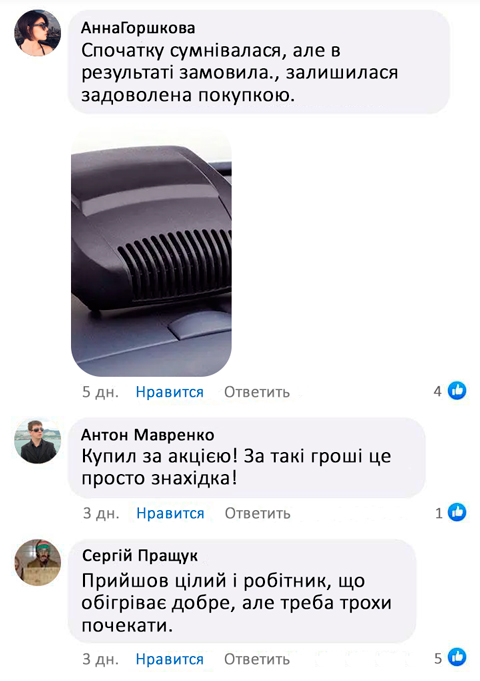 АннаГоршкова
Спочатку сумнівалася, але в
результаті замовила., залишилася
задоволена покупкою.
5 дн. Нравится Ответить 4
Антон Мавренко
Купил за акцією! За такі гроші це
просто знахідка!
3 дн. Нравится Ответить 1
Сергій Пращук
Прийшов цілий і робітник, що
обігріває добре, але треба трохи
почекати.
3 дн. Нравится Ответить 5